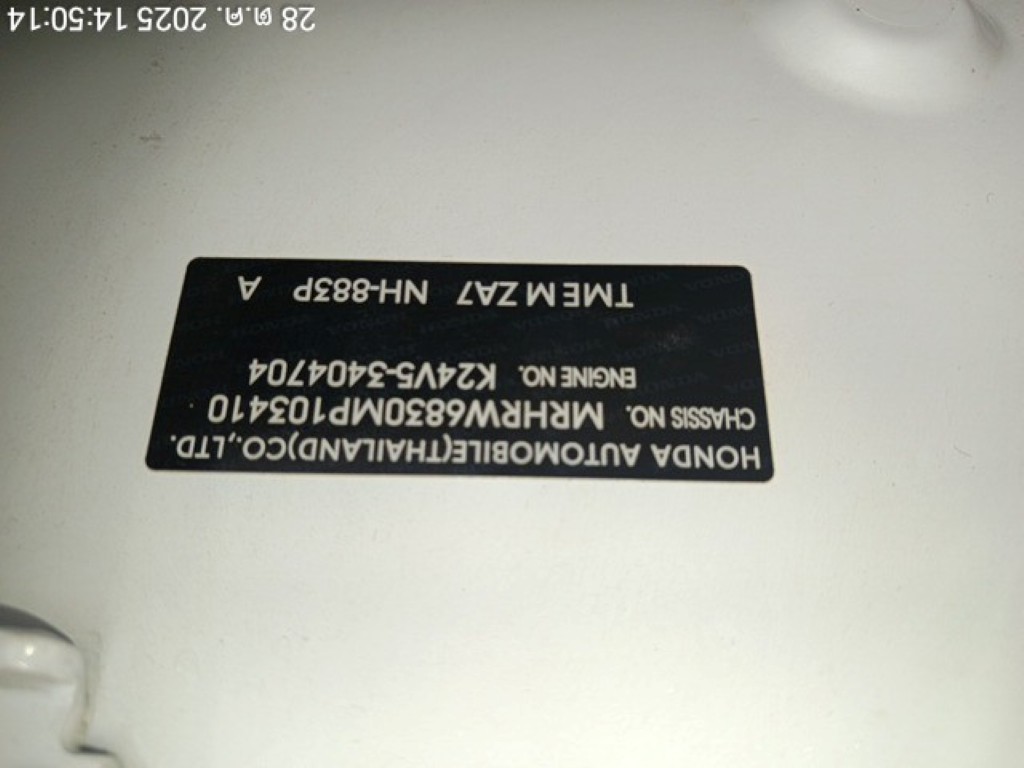 HONDA AUTOMOBILE(THAILAND)CO.,LTD.
CHASSIS NO. MRHRW6830MP103410
ENGINE NO. K24V5-3404704
TME M ZA7 NH-883P A
28 ต.ค. 2025 14:50:14